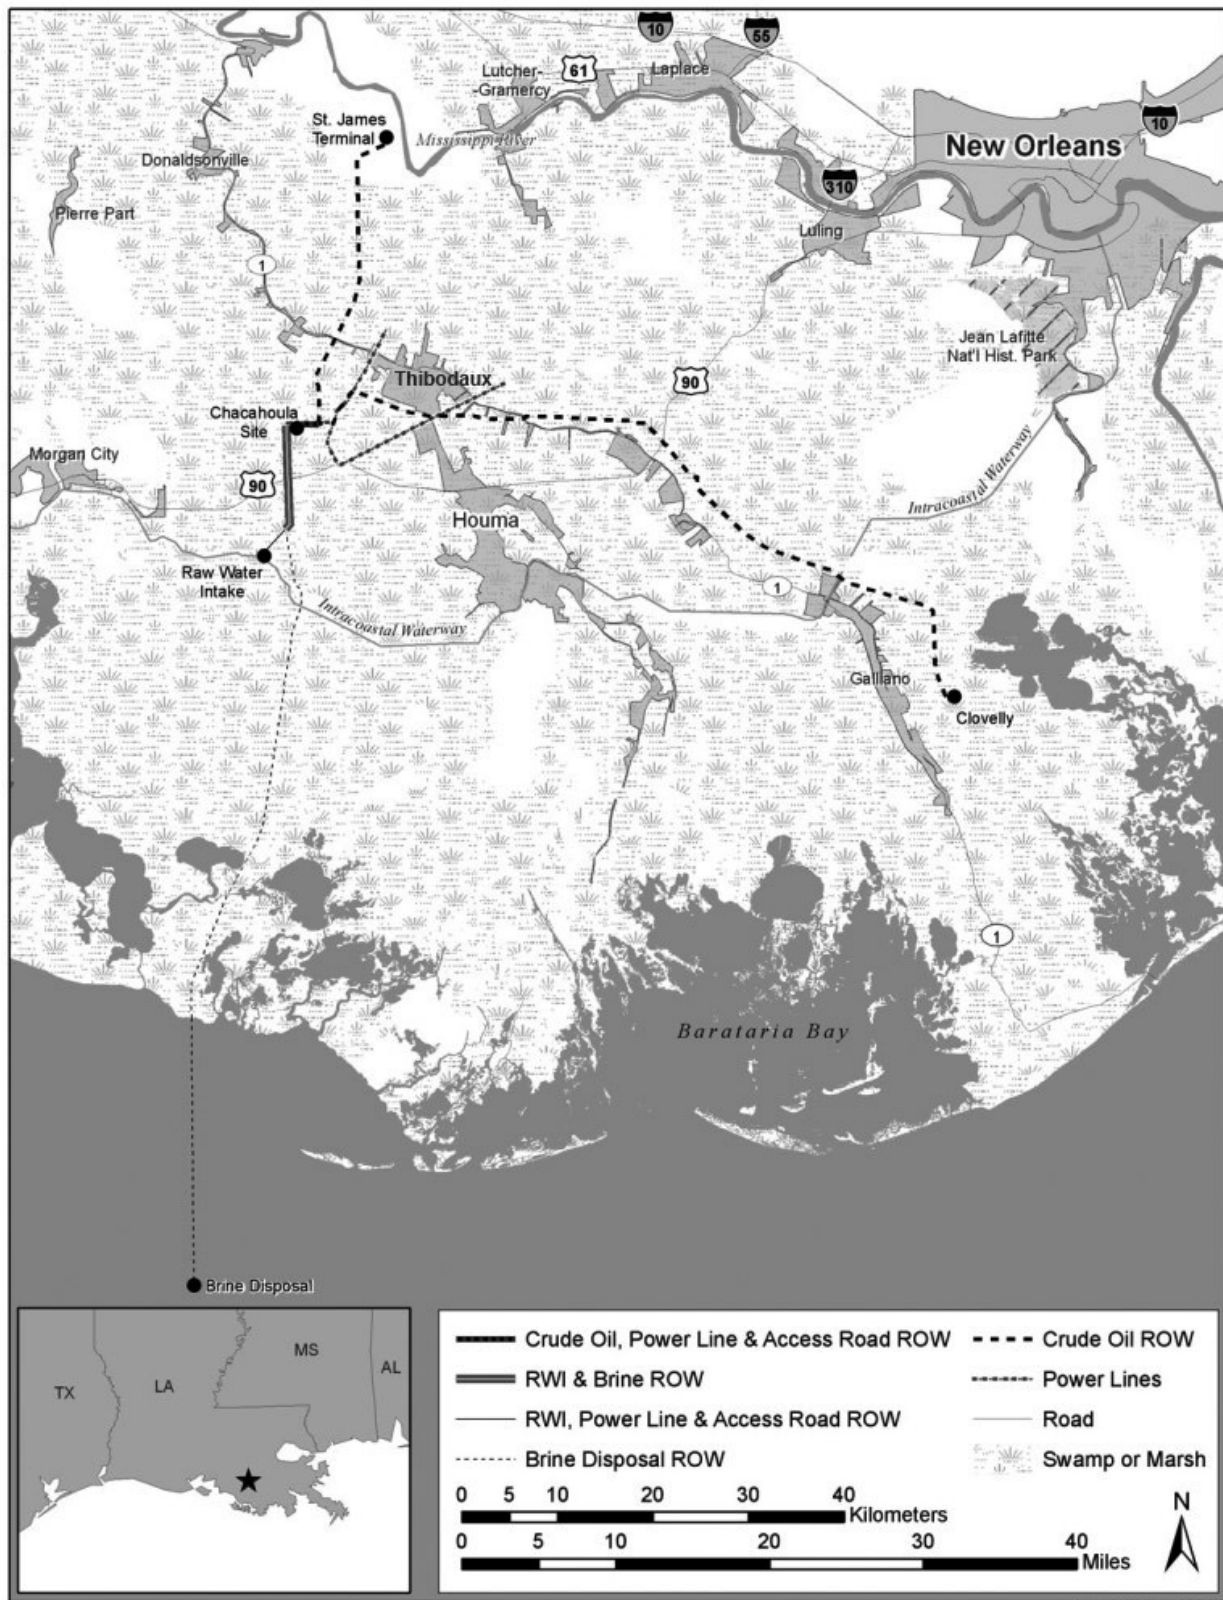 10
55
61
Lutcher-
-Gramercy
Laplace
St. James
Terminal
Mississippi River
10
New Orleans
Donaldsonville
310
Pierre Part
Luling
1
Jean Lafitte
Nat'l Hist. Park
Thibodaux
90
Chacahoula
Site
Morgan City
90
Intracoastal Waterway
Houma
Raw Water
Intake
1
Intracoastal Waterway
Galliano
Clovelly
1
Barataria Bay
Brine Disposal
TX
LA
MS
AL
Crude Oil, Power Line & Access Road ROW
RWI & Brine ROW
RWI, Power Line & Access Road ROW
Brine Disposal ROW
Crude Oil ROW
Power Lines
Road
Swamp or Marsh
0 5 10 20 30 40
Kilometers
0 5 10 20 30 40
Miles
N